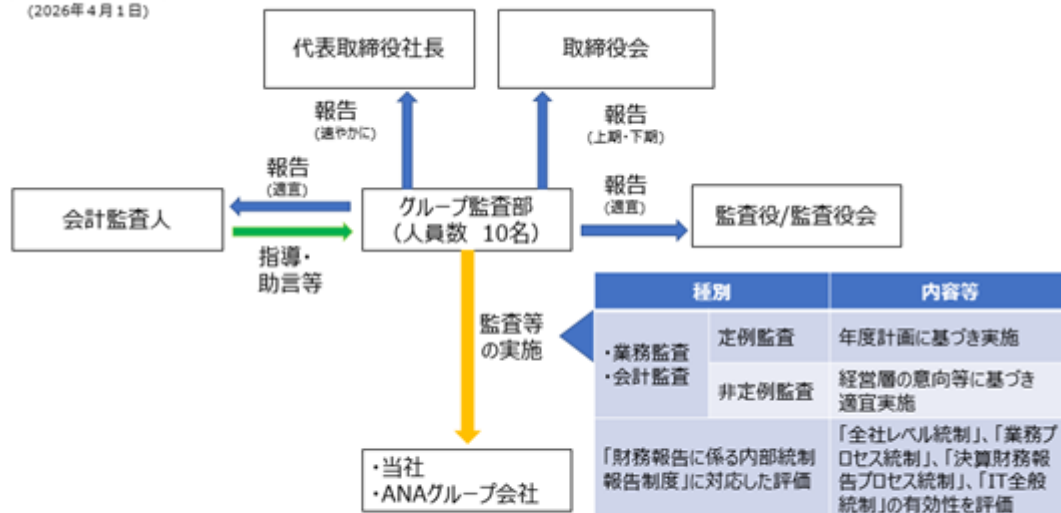 (2026年4月1日)
代表取締役社長
取締役会
報告
(速やかに)
報告
(上期・下期)
報告
(適宜)
報告
(適宜)
会計監査人
グループ監査部
(人員数 10名)
監査役/監査役会
指導・
助言等
監査等
の実施
種別
内容等
・業務監査
・会計監査
定例監査
年度計画に基づき実施
非定例監査
経営層の意向等に基づき
適宜実施
「財務報告に係る内部統制
報告制度」に対応した評価
「全社レベル統制」、「業務プ
ロセス統制」、「決算財務報
告プロセス統制」、「IT全般
統制」の有効性を評価
・当社
・ANAグループ会社